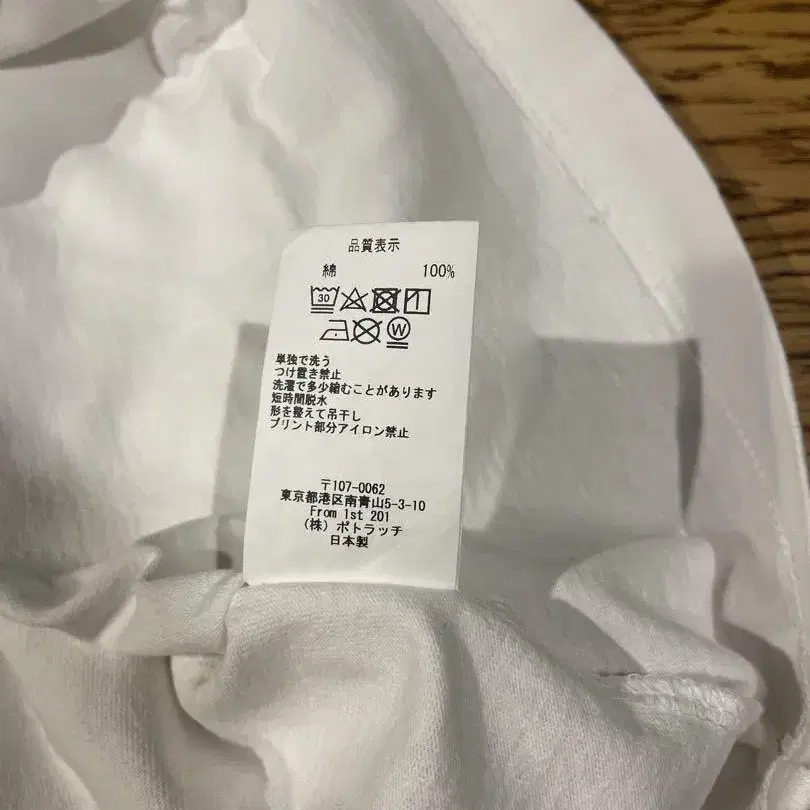 品質表示
綿 100%
30
W
単独で洗う
つけ置き禁止
洗濯で多少縮むことがあります
短時間脱水
形を整えて吊干し
プリント部分アイロン禁止
〒107-0062
東京都港区南青山5-3-10
From 1st 201
(株) ポトラッチ
日本製